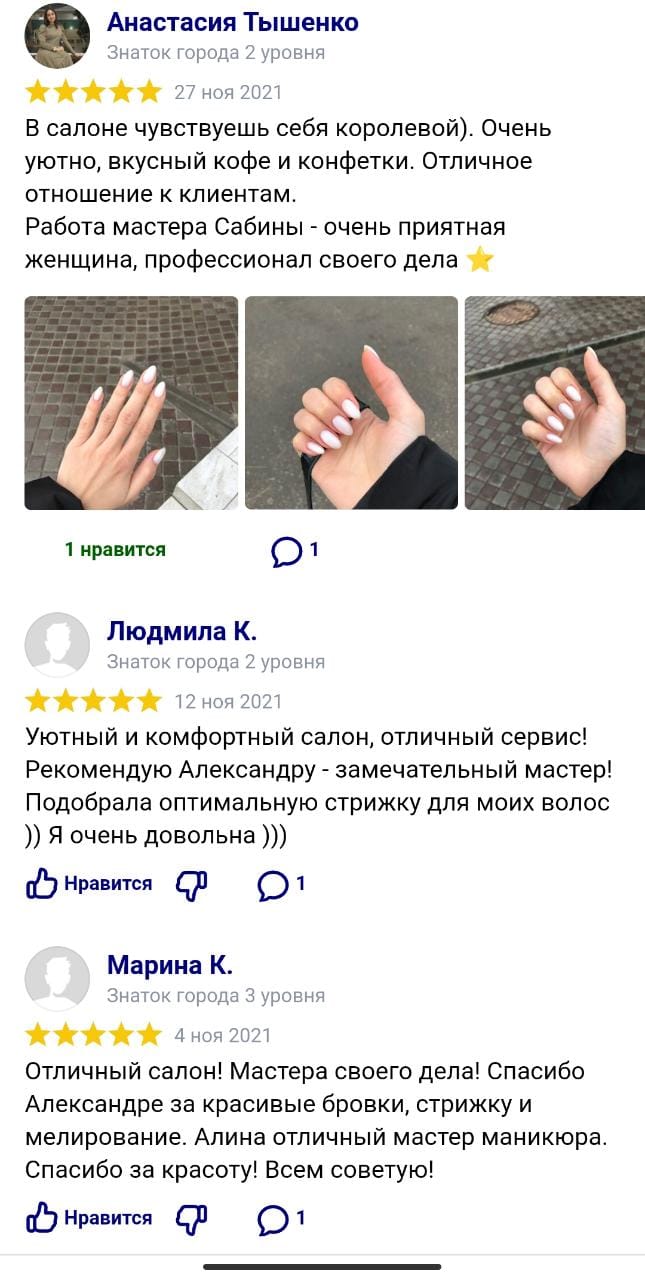 Анастасия Тышенко
Знаток города 2 уровня
27 ноя 2021
В салоне чувствуешь себя королевой). Очень
уютно, вкусный кофе и конфетки. Отличное
отношение к клиентам.
Работа мастера Сабины - очень приятная
женщина, профессионал своего дела ⭐
1 нравится
1
Людмила К.
Знаток города 2 уровня
12 ноя 2021
Уютный и комфортный салон, отличный сервис!
Рекомендую Александру - замечательный мастер!
Подобрала оптимальную стрижку для моих волос
)) Я очень довольна )))
Нравится
1
Марина К.
Знаток города 3 уровня
4 ноя 2021
Отличный салон! Мастера своего дела! Спасибо
Александре за красивые бровки, стрижку и
мелирование. Алина отличный мастер маникюра.
Спасибо за красоту! Всем советую!
Нравится
1